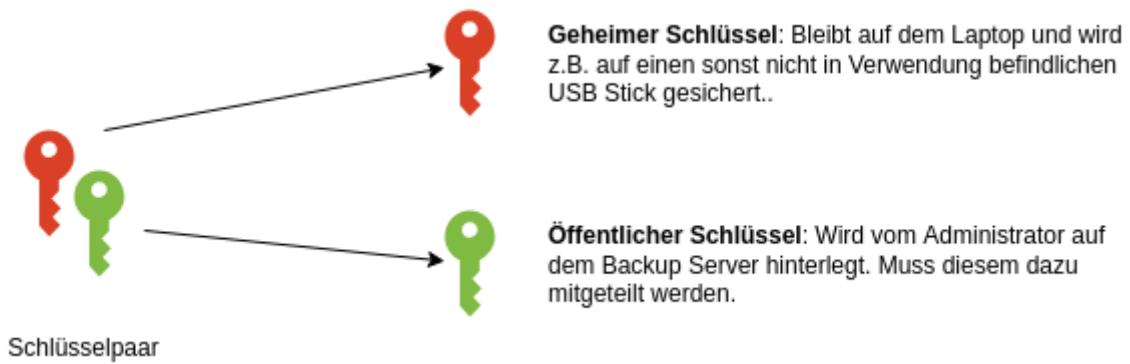 Geheimer Schlüssel: Bleibt auf dem Laptop und wird
z.B. auf einen sonst nicht in Verwendung befindlichen
USB Stick gesichert..
Öffentlicher Schlüssel: Wird vom Administrator auf
dem Backup Server hinterlegt. Muss diesem dazu
mitgeteilt werden.
Schlüsselpaar